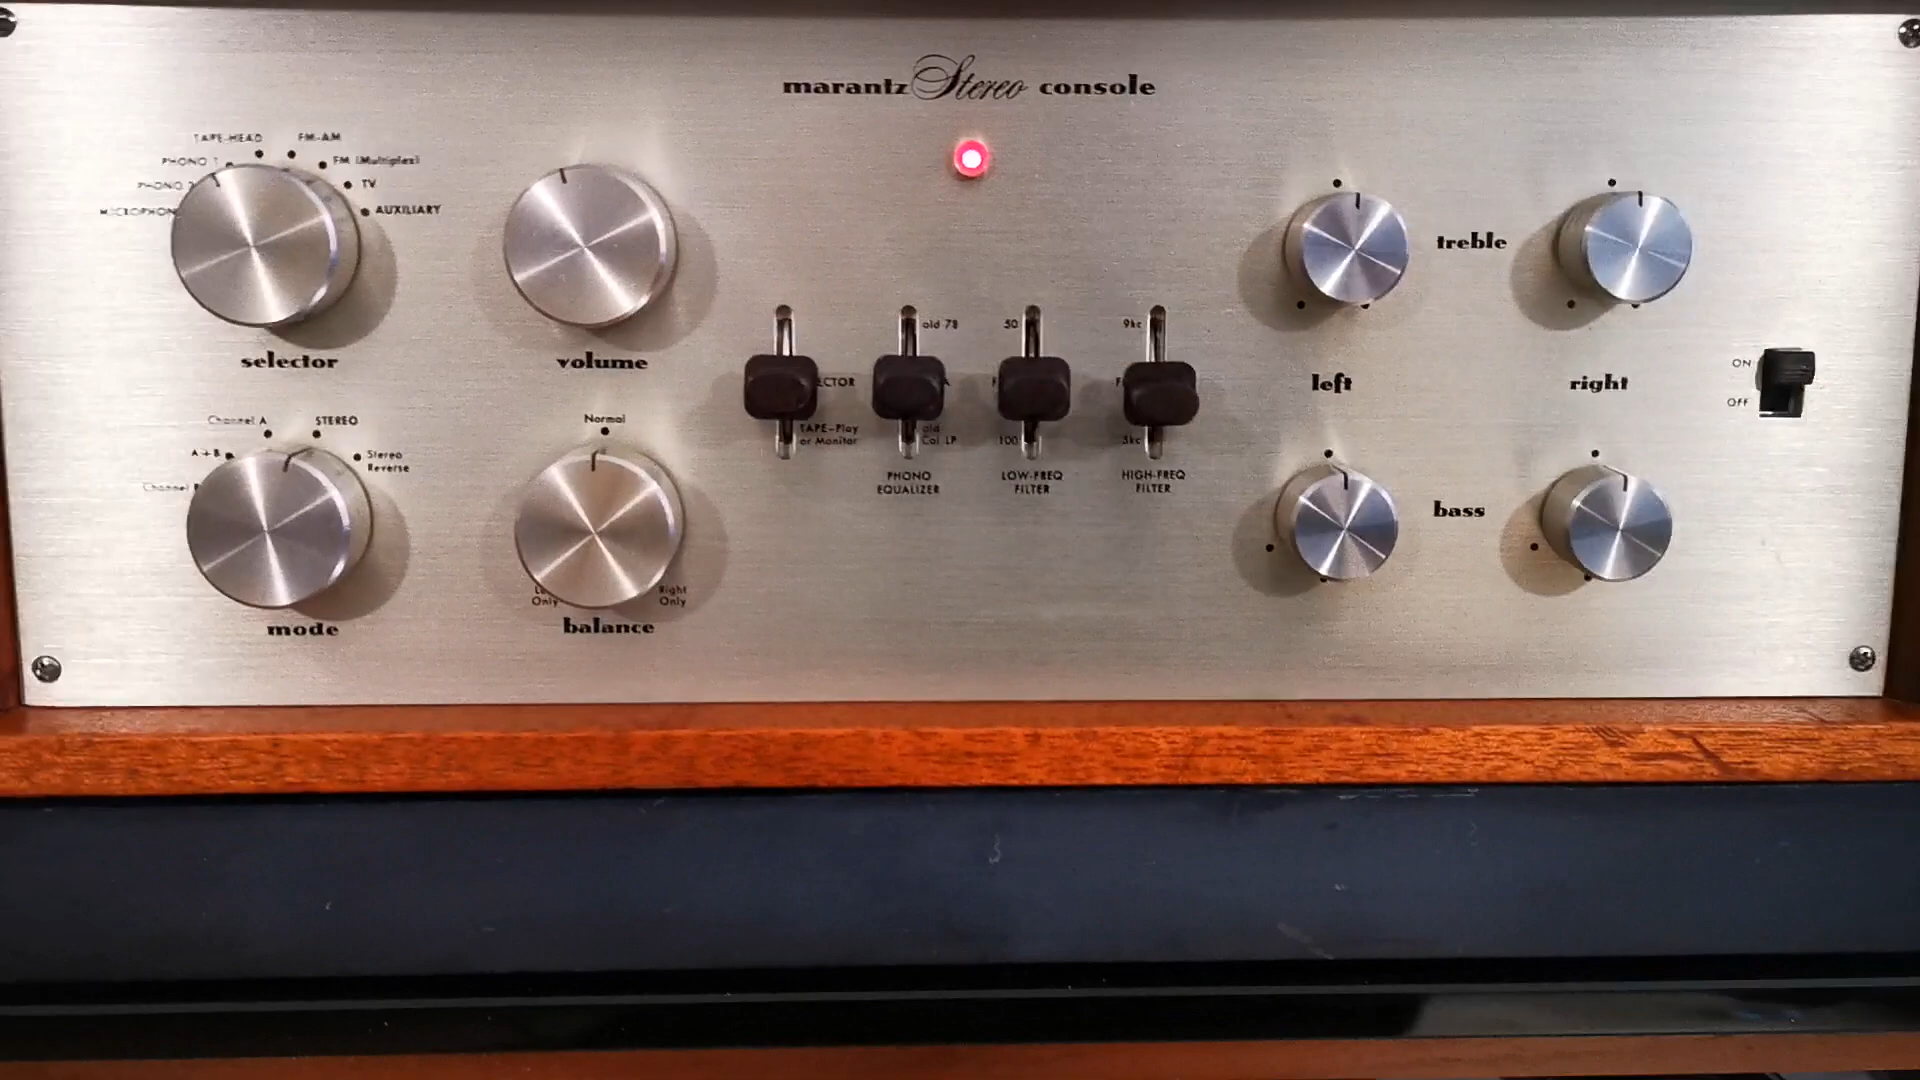 marantz Stereo console
TAPE-HEAD
FM-AM
PHONO 1
FM (Multiplex)
TV
AUXILIARY
selector
volume
treble
old 78
50
9kc
ON
OFF
left
right
TAPE-Play
or Monitor
old
Col LP
100
5kc
PHONO
EQUALIZER
LOW-FREQ
FILTER
HIGH-FREQ
FILTER
Channel A
STEREO
Normal
A+B
Stereo
Reverse
bass
Only
Right
Only
mode
balance